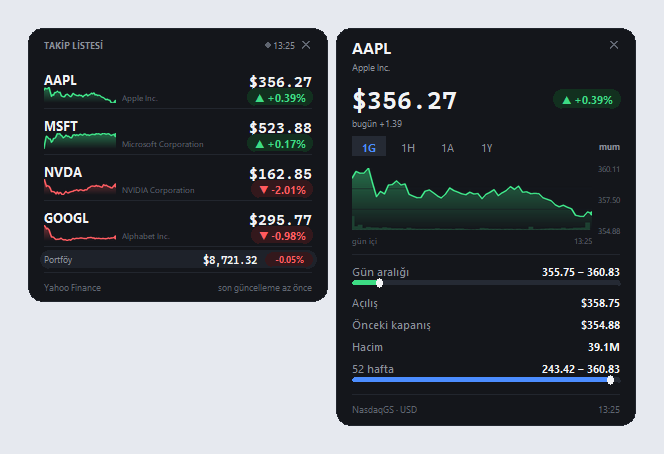 TAKİP LİSTESİ
13:25
AAPL
$356.27
Apple Inc.
▲ +0.39%
MSFT
$523.88
Microsoft Corporation
▲ +0.17%
NVDA
$162.85
NVIDIA Corporation
▼ -2.01%
GOOGL
$295.77
Alphabet Inc.
▼ -0.98%
Portföy $8,721.32 -0.05%
Yahoo Finance
son güncelleme az önce
AAPL
Apple Inc.
$356.27
▲ +0.39%
bugün +1.39
1G 1H 1A 1Y
mum
360.11
357.50
354.88
gün içi
13:25
Gün aralığı 355.75 – 360.83
Açılış $358.75
Önceki kapanış $354.88
Hacim 39.1M
52 hafta 243.42 – 360.83
NasdaqGS · USD
13:25